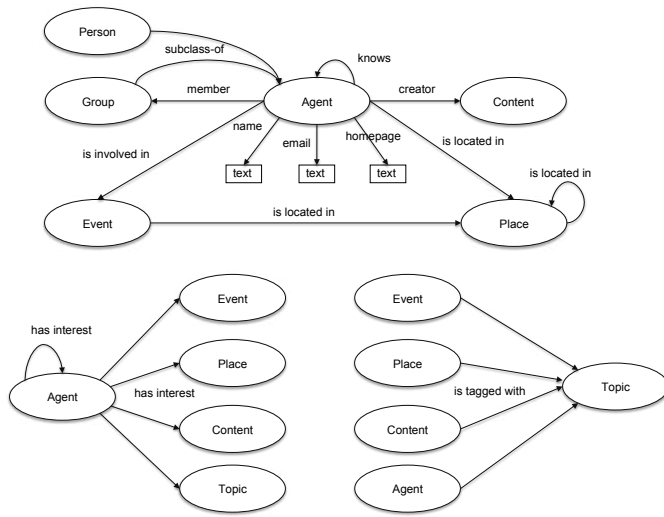 Person
subclass-of
knows
Group
member
Agent
creator
Content
name
email
homepage
is involved in
is located in
text
text
text
is located in
Event
is located in
Place
Event
Event
has interest
Place
Place
Agent
has interest
is tagged with
Topic
Content
Content
Topic
Agent